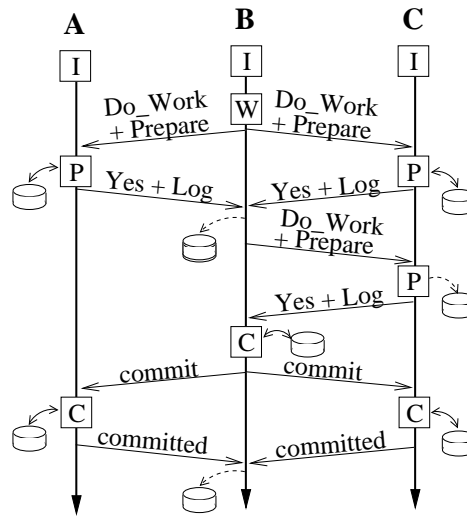 A B C
I I I
W
Do_Work Do_Work
+ Prepare + Prepare
P P
Yes + Log Yes + Log
Do_Work
+ Prepare
P
Yes + Log
C
commit commit
C C
committed committed